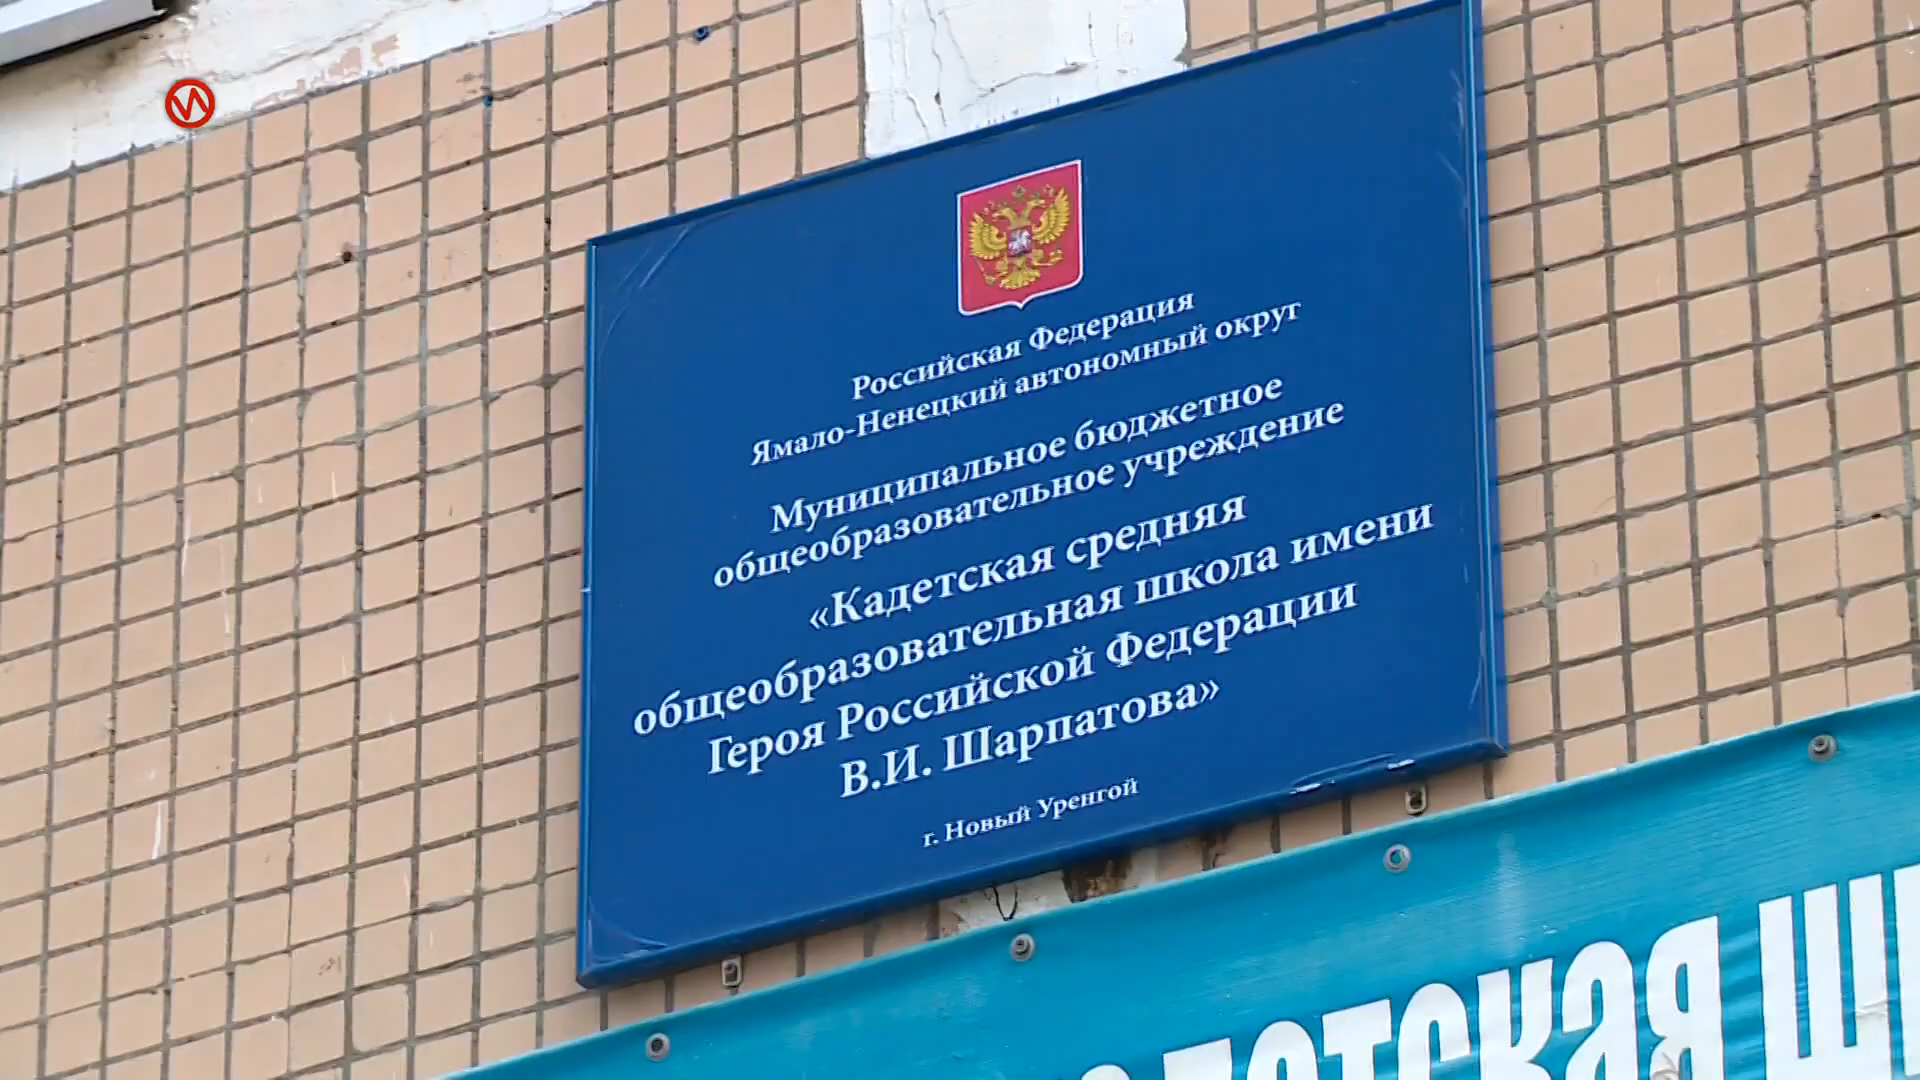 Российская Федерация
Ямало-Ненецкий автономный округ
Муниципальное бюджетное
общеобразовательное учреждение
«Кадетская средняя
общеобразовательная школа имени
Героя Российской Федерации
В.И. Шарпатова»
г. Новый Уренгой